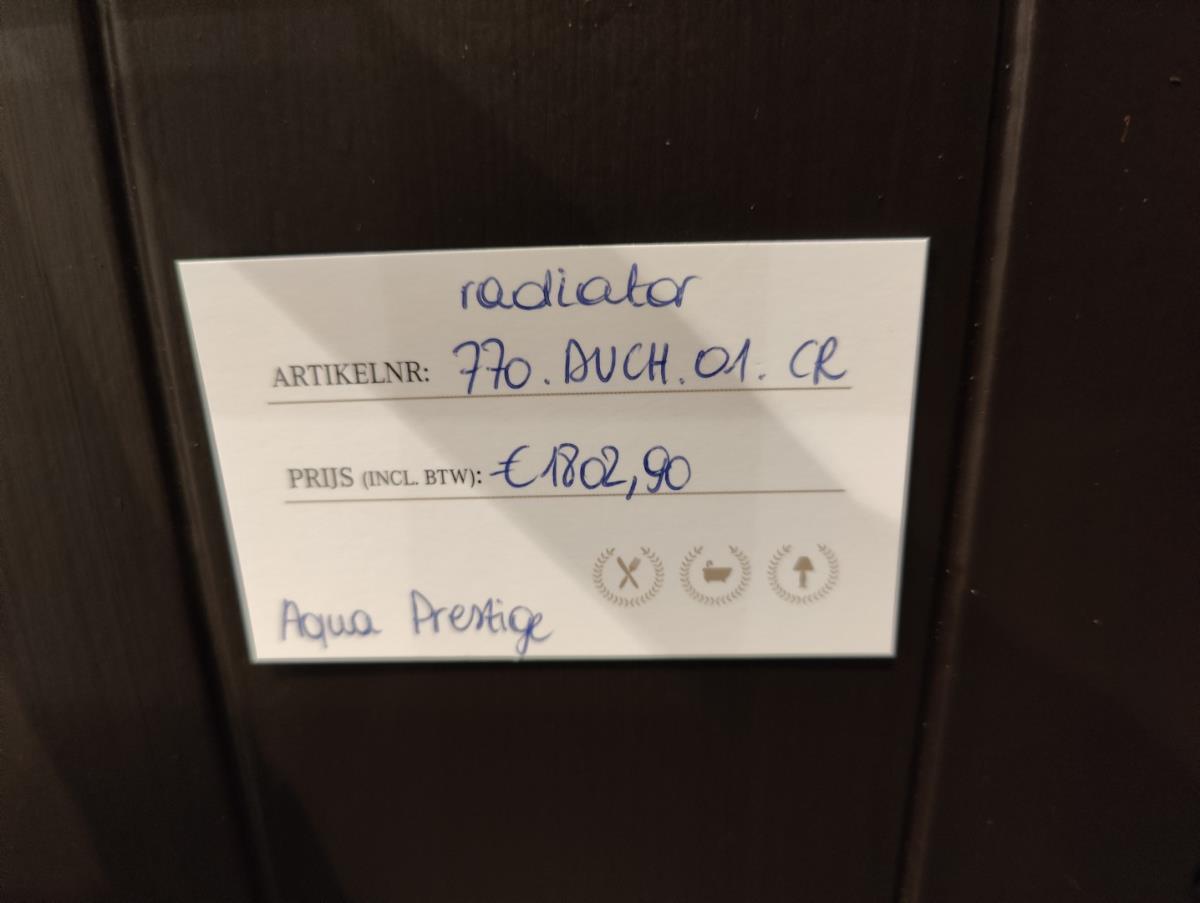 radiator
ARTIKELNR: 770.DUCH.01.CR
PRIJS (INCL. BTW): €1802,90
Aqua Prestige